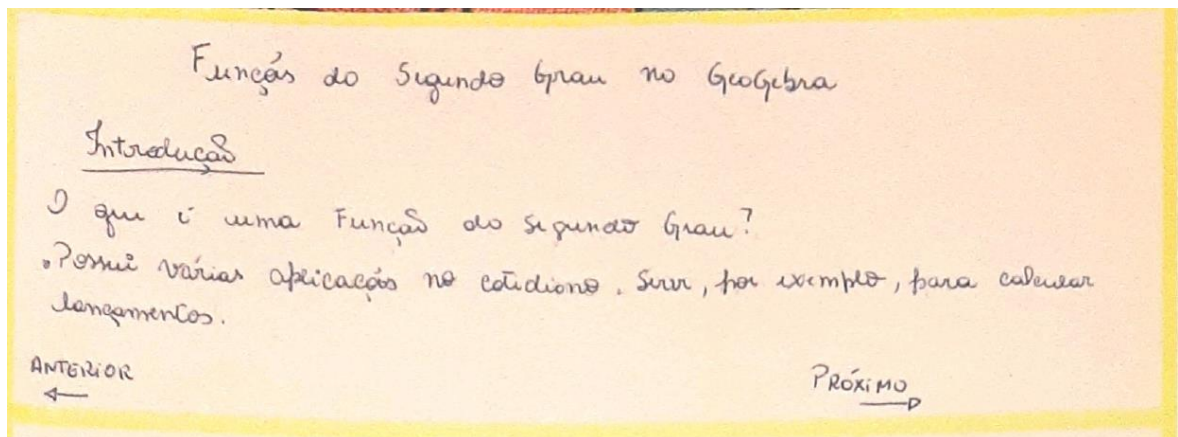 Funções do Segundo Grau no GeoGebra
Introdução
O que é uma Função do Segundo Grau?
. Possui várias aplicações no cotidiano. Serve, por exemplo, para calcular
lançamentos.
ANTERIOR PRÓXIMO